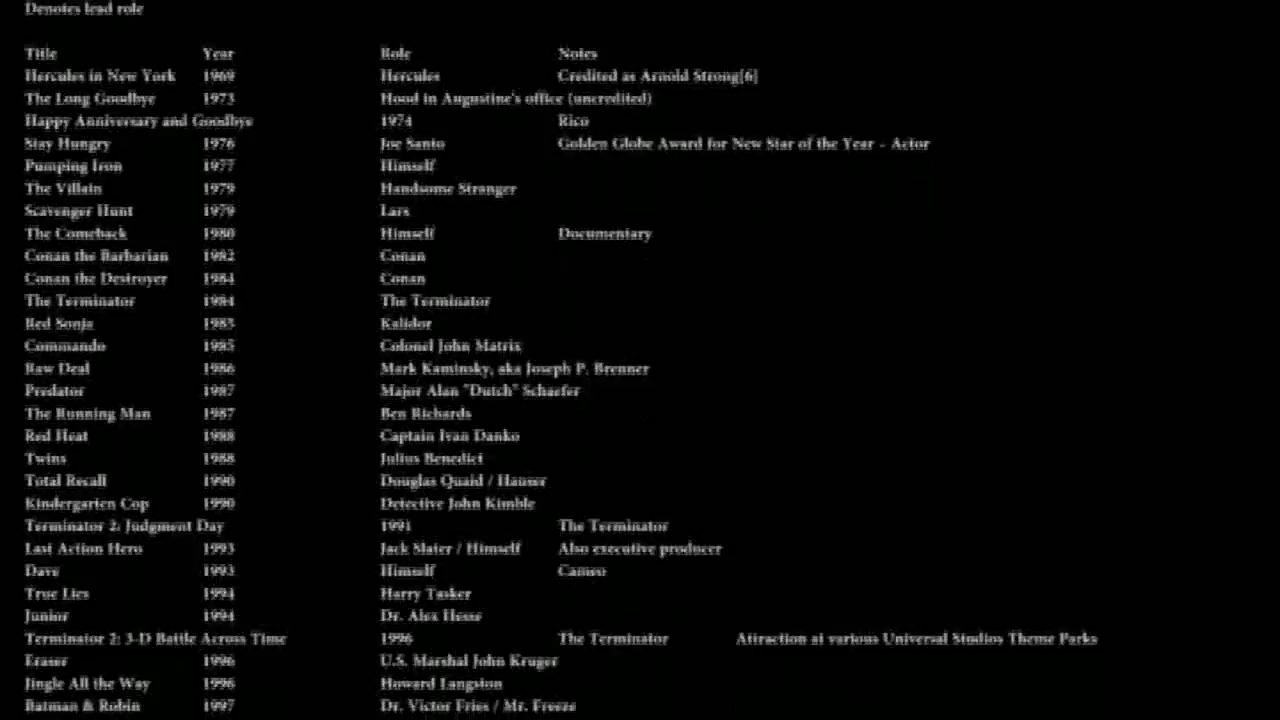 Denotes lead role
Title Year Role Notes
Hercules in New York 1969 Hercules Credited as Arnold Strong[6]
The Long Goodbye 1973 Hood in Augustine's office (uncredited)
Happy Anniversary and Goodbye 1974 Rico
Stay Hungry 1976 Joe Santo Golden Globe Award for New Star of the Year – Actor
Pumping Iron 1977 Himself
The Villain 1979 Handsome Stranger
Scavenger Hunt 1979 Lars
The Comeback 1980 Himself Documentary
Conan the Barbarian 1982 Conan
Conan the Destroyer 1984 Conan
The Terminator 1984 The Terminator
Red Sonja 1985 Kalidor
Commando 1985 Colonel John Matrix
Raw Deal 1986 Mark Kaminsky, aka Joseph P. Brenner
Predator 1987 Major Alan "Dutch" Schaefer
The Running Man 1987 Ben Richards
Red Heat 1988 Captain Ivan Danko
Twins 1988 Julius Benedict
Total Recall 1990 Douglas Quaid / Hauser
Kindergarten Cop 1990 Detective John Kimble
Terminator 2: Judgment Day 1991 The Terminator
Last Action Hero 1993 Jack Slater / Himself Also executive producer
Dave 1993 Himself Cameo
True Lies 1994 Harry Tasker
Junior 1994 Dr. Alex Hesse
Terminator 2: 3-D Battle Across Time 1996 The Terminator Attraction at various Universal Studios Theme Parks
Eraser 1996 U.S. Marshal John Kruger
Jingle All the Way 1996 Howard Langston
Batman & Robin 1997 Dr. Victor Fries / Mr. Freeze